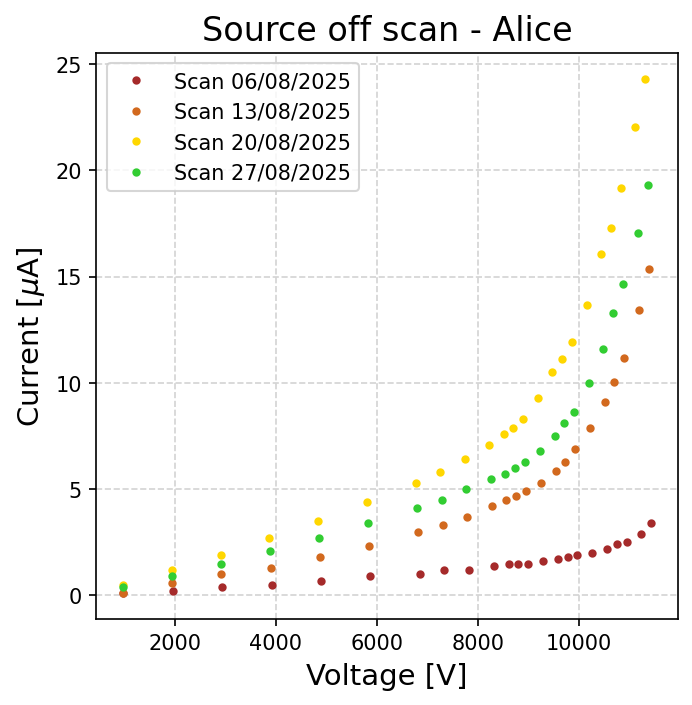 Source off scan - Alice
Scan 06/08/2025
Scan 13/08/2025
Scan 20/08/2025
Scan 27/08/2025
25
20
15
10
5
0
Current [μA]
2000
4000
6000
8000
10000
Voltage [V]